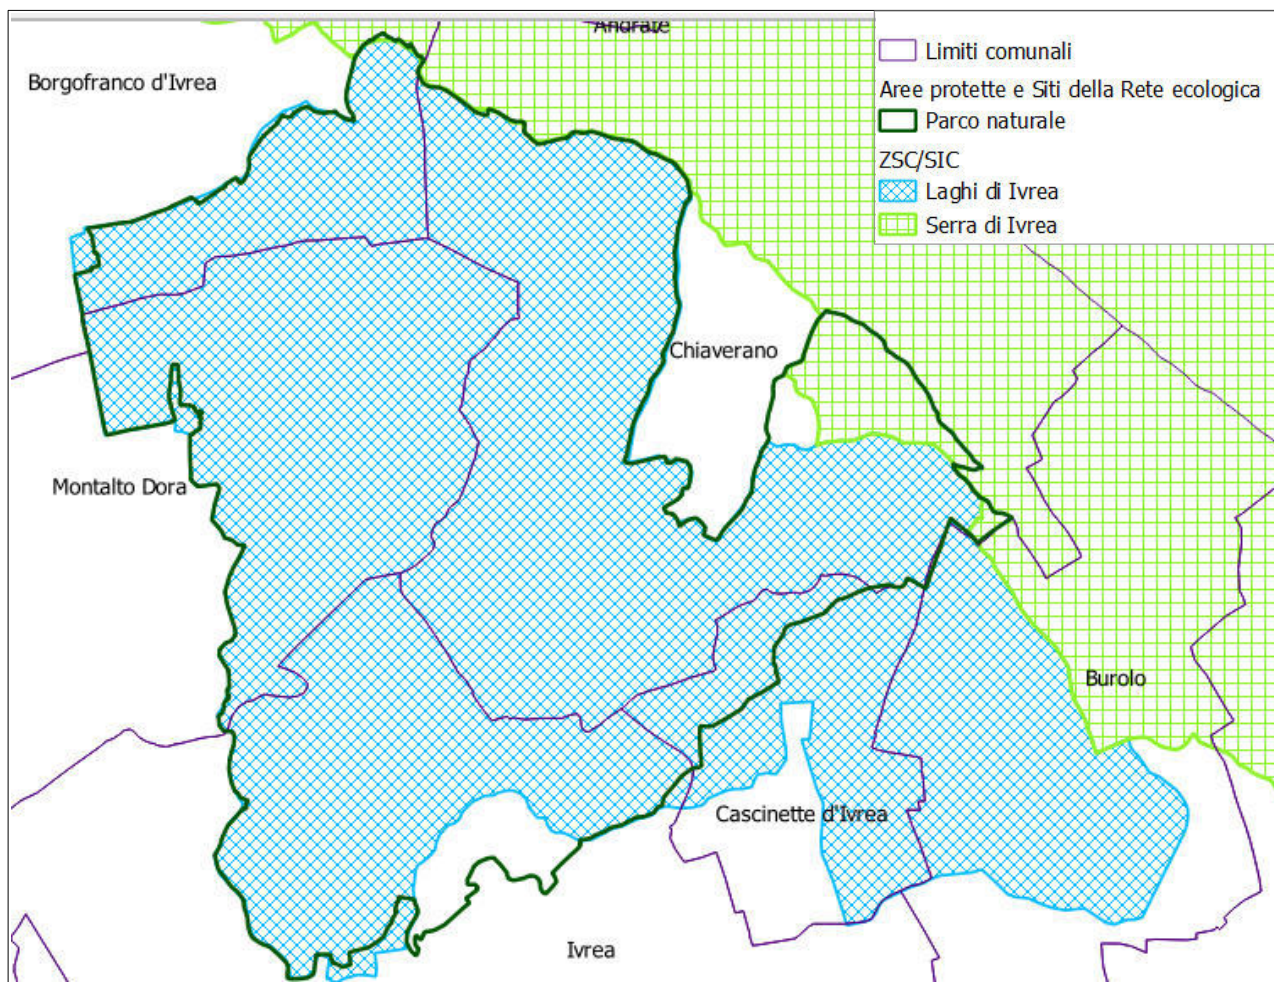 Andrate
Borgofranco d'Ivrea
Limiti comunali
Aree protette e Siti della Rete ecologica
Parco naturale
ZSC/SIC
Laghi di Ivrea
Serra di Ivrea
Chiaverano
Montalto Dora
Burolo
Cascinette d'Ivrea
Ivrea